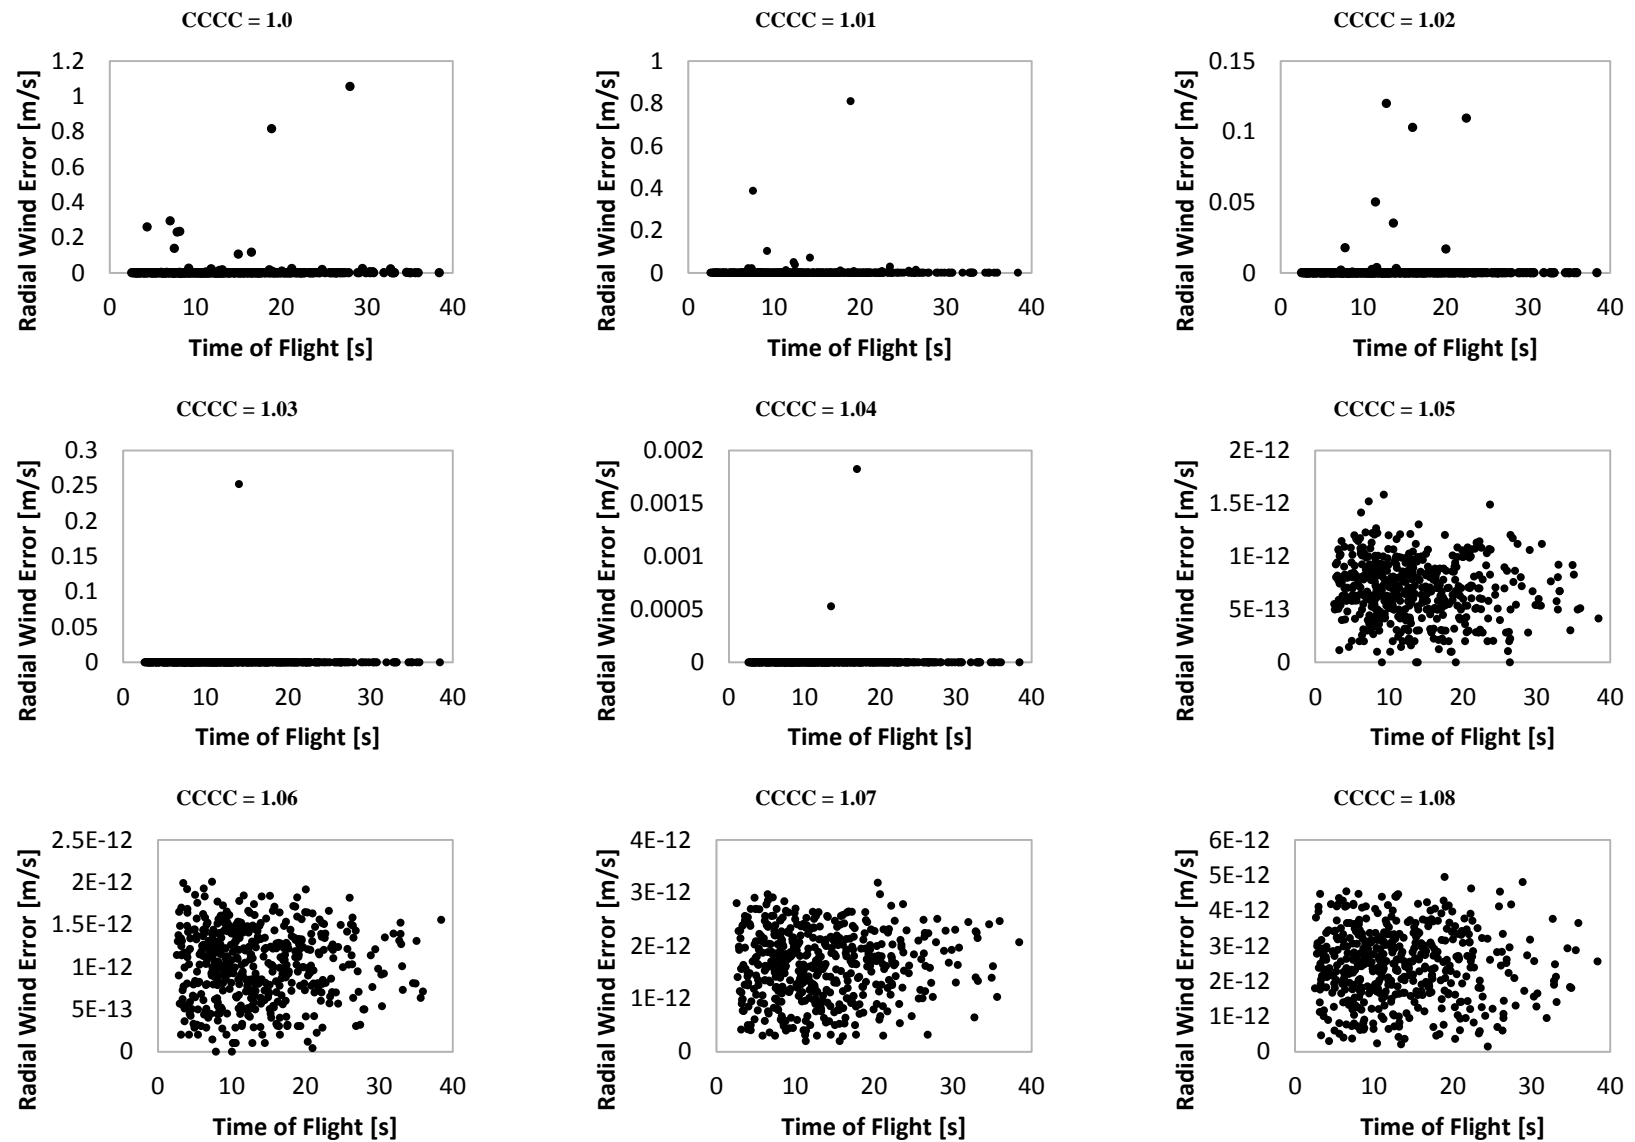 CCCC = 1.0
Radial Wind Error [m/s]
1.2
1
0.8
0.6
0.4
0.2
0
0 10 20 30 40
Time of Flight [s]
CCCC = 1.01
Radial Wind Error [m/s]
1
0.8
0.6
0.4
0.2
0
0 10 20 30 40
Time of Flight [s]
CCCC = 1.02
Radial Wind Error [m/s]
0.15
0.1
0.05
0
0 10 20 30 40
Time of Flight [s]
CCCC = 1.03
Radial Wind Error [m/s]
0.3
0.25
0.2
0.15
0.1
0.05
0
0 10 20 30 40
Time of Flight [s]
CCCC = 1.04
Radial Wind Error [m/s]
0.002
0.0015
0.001
0.0005
0
0 10 20 30 40
Time of Flight [s]
CCCC = 1.05
Radial Wind Error [m/s]
2E-12
1.5E-12
1E-12
5E-13
0
0 10 20 30 40
Time of Flight [s]
CCCC = 1.06
Radial Wind Error [m/s]
2.5E-12
2E-12
1.5E-12
1E-12
5E-13
0
0 10 20 30 40
Time of Flight [s]
CCCC = 1.07
Radial Wind Error [m/s]
4E-12
3E-12
2E-12
1E-12
0
0 10 20 30 40
Time of Flight [s]
CCCC = 1.08
Radial Wind Error [m/s]
6E-12
5E-12
4E-12
3E-12
2E-12
1E-12
0
0 10 20 30 40
Time of Flight [s]